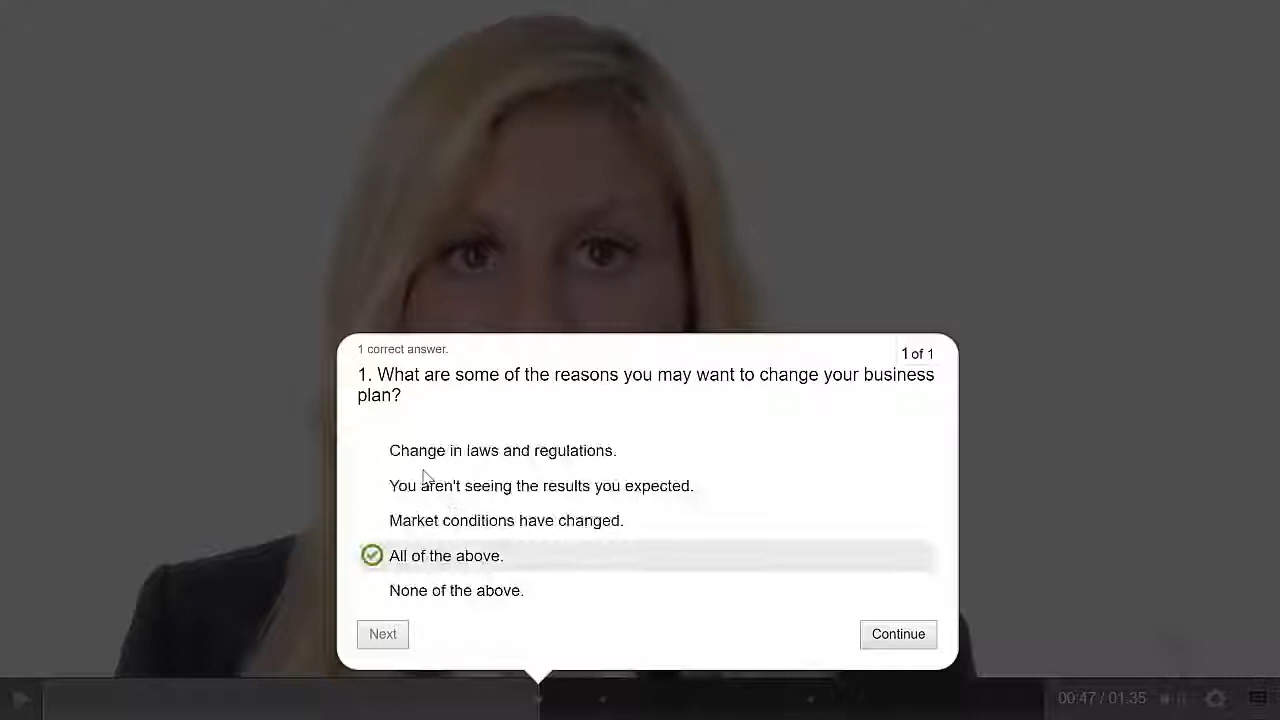 1 correct answer.
1 of 1
1. What are some of the reasons you may want to change your business
plan?
Change in laws and regulations.
You aren't seeing the results you expected.
Market conditions have changed.
All of the above.
None of the above.
Next
Continue
00:47 / 01:35